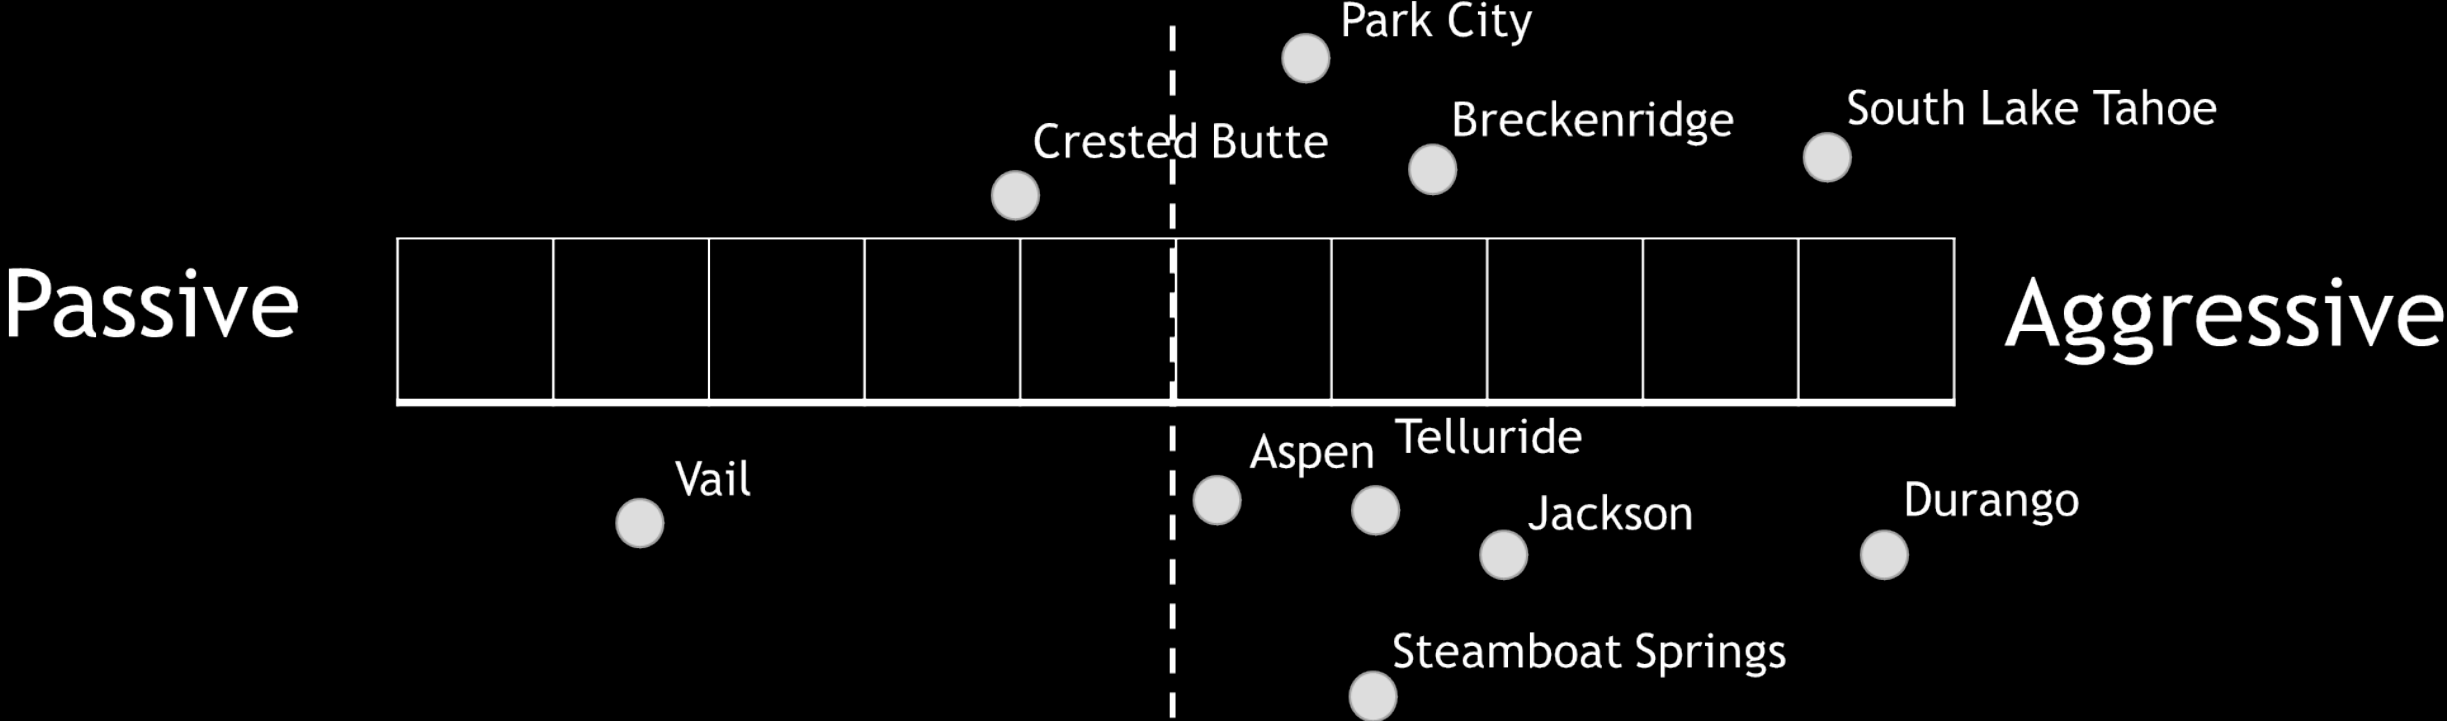 Park City
South Lake Tahoe
Breckenridge
Crested Butte
Passive
Aggressive
Telluride
Aspen
Vail
Durango
Jackson
Steamboat Springs